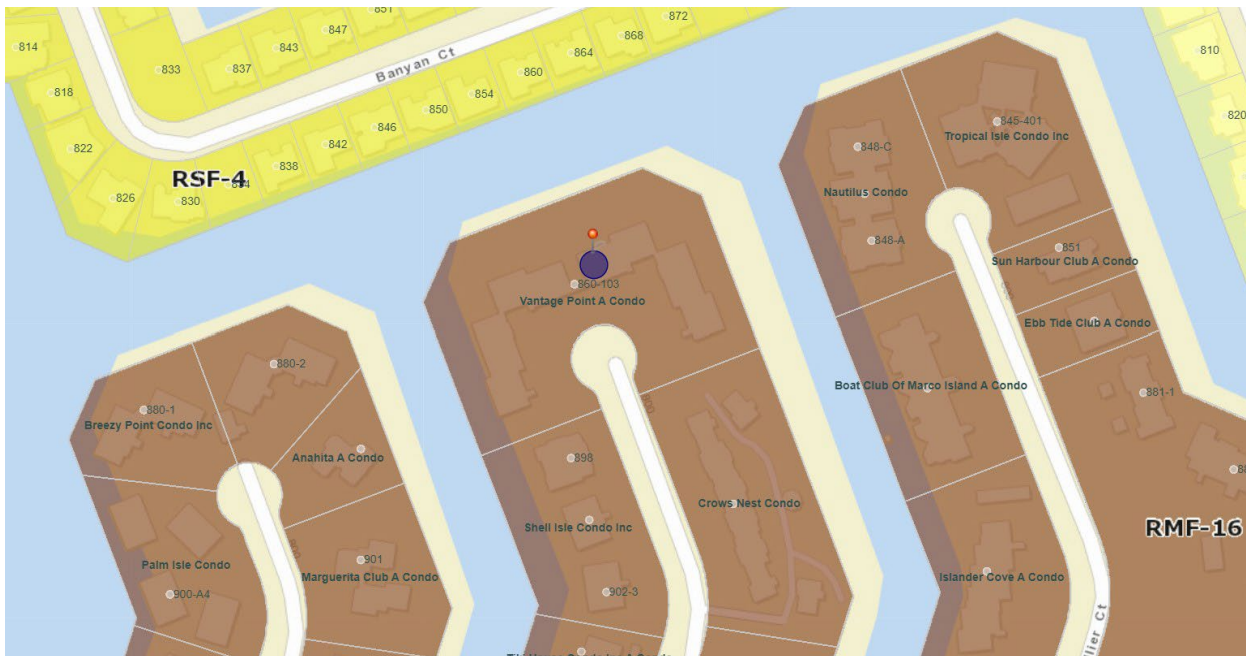 851
872
814
847
868
843
864
810
833
837
Banyan Ct
860
818
854
850
820
846
845-401
Tropical Isle Condo Inc
842
822
848-C
838
RSF-4
834
Nautilus Condo
826
830
848-A
851
Sun Harbour Club A Condo
860-103
Vantage Point A Condo
Ebb Tide Club A Condo
880-2
Boat Club Of Marco Island A Condo
881-1
880-1
Breezy Point Condo Inc
Anahita A Condo
898
Crows Nest Condo
Shell Isle Condo Inc
RMF-16
901
Palm Isle Condo
Marguerita Club A Condo
Islander Cove A Condo
900-A4
902-3
lier Ct